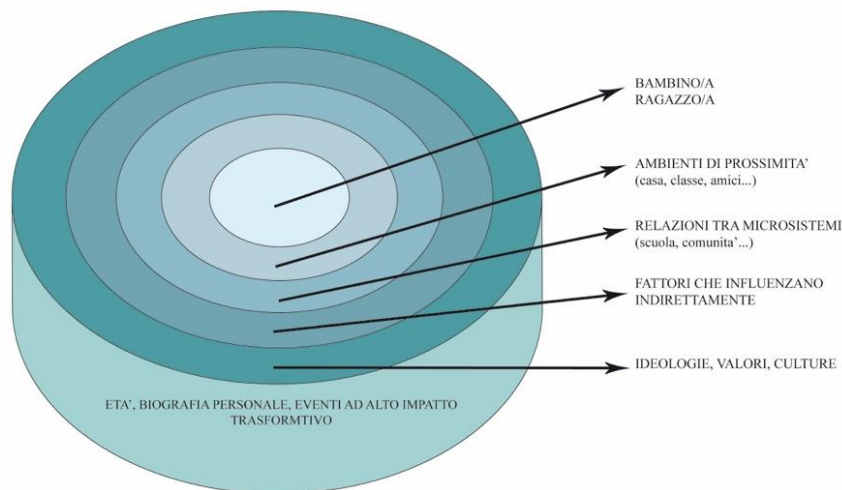 BAMBINO/A
RAGAZZO/A
AMBIENTI DI PROSSIMITA’
(casa, classe, amici...)
RELAZIONI TRA MICROSISTEMI
(scuola, comunita’...)
FATTORI CHE INFLUENZANO
INDIRETTAMENTE
IDEOLOGIE, VALORI, CULTURE
ETA’, BIOGRAFIA PERSONALE, EVENTI AD ALTO IMPATTO
TRASFORMTIVO